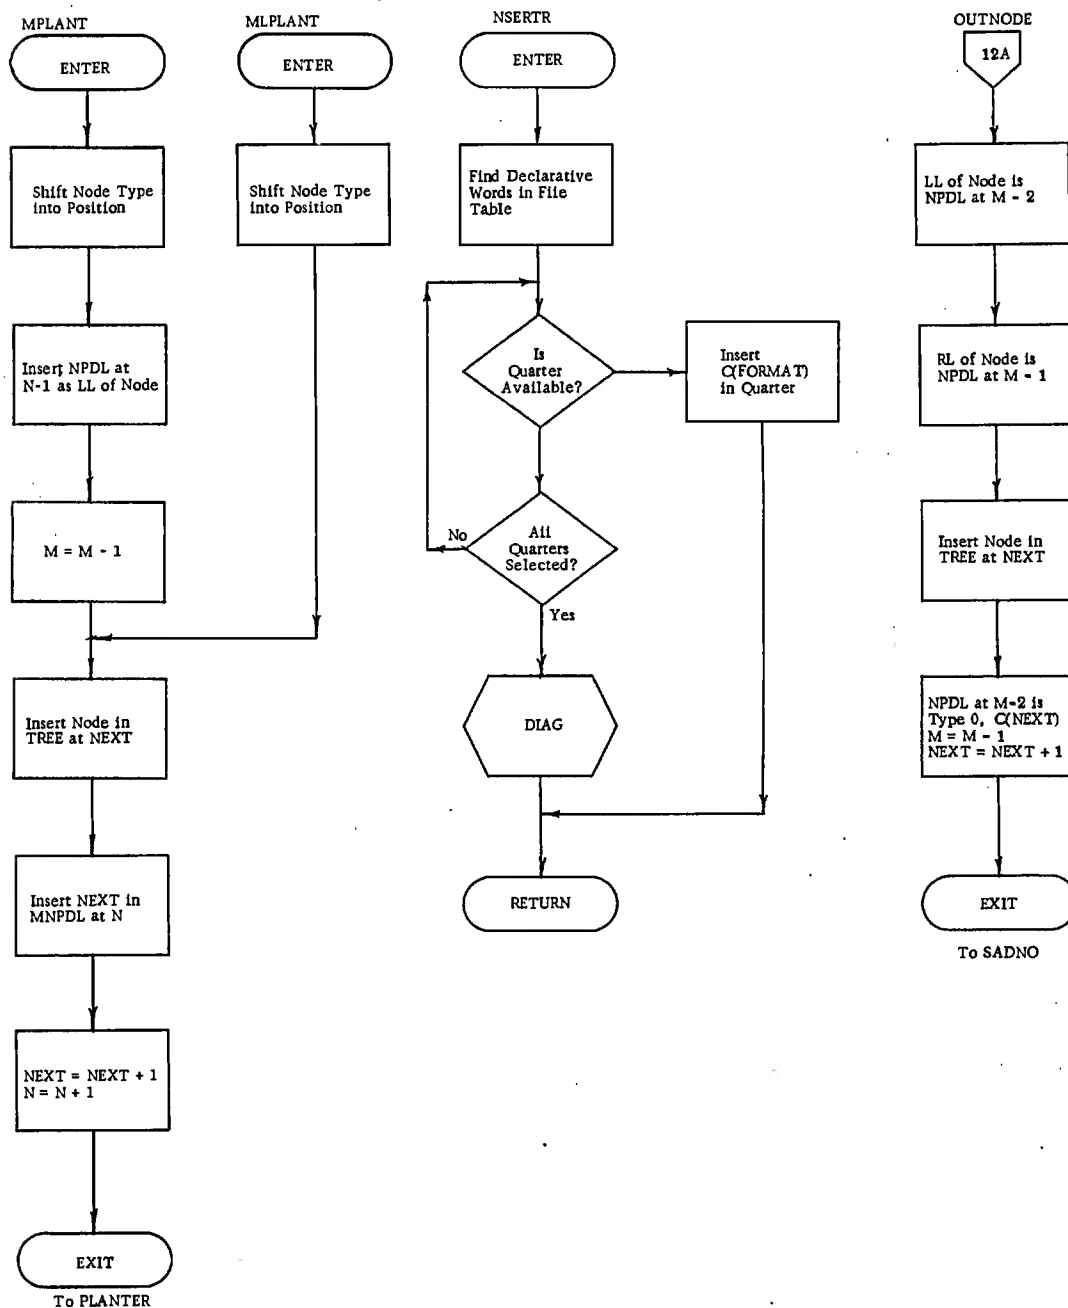 MPLANT
ENTER
Shift Node Type
into Position
Insert NPDL at
N-1 as LL of Node
M = M - 1
Insert Node in
TREE at NEXT
Insert NEXT in
MNPDL at N
NEXT = NEXT + 1
N = N + 1
EXIT
To PLANTER
MLPLANT
ENTER
Shift Node Type
into Position
NSERTR
ENTER
Find Declarative
Words in File
Table
Is
Quarter
Available?
Insert
C(FORMAT)
in Quarter
No
All
Quarters
Selected?
Yes
DIAG
RETURN
OUTNODE
12A
LL of Node is
NPDL at M - 2
RL of Node is
NPDL at M - 1
Insert Node in
TREE at NEXT
NPDL at M-2 is
Type 0, C(NEXT)
M = M - 1
NEXT = NEXT + 1
EXIT
To SADNO